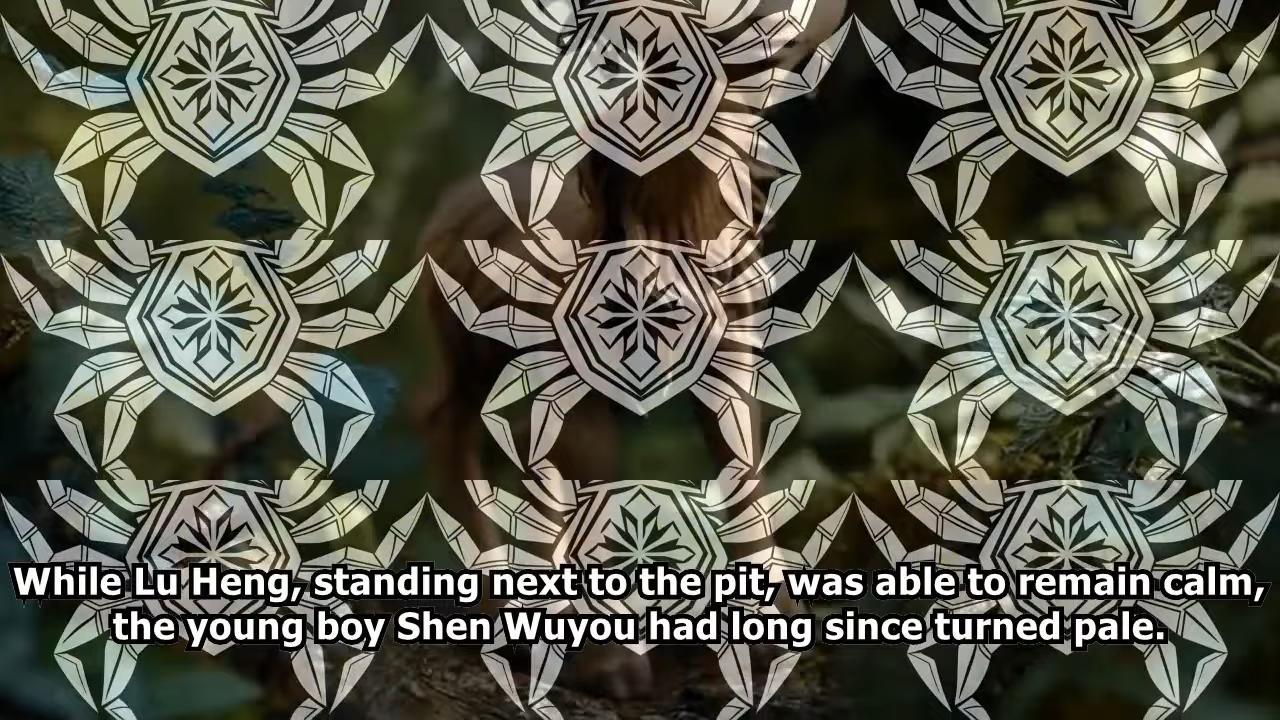 While Lu Heng, standing next to the pit, was able to remain calm,
the young boy Shen Wuyou had long since turned pale.